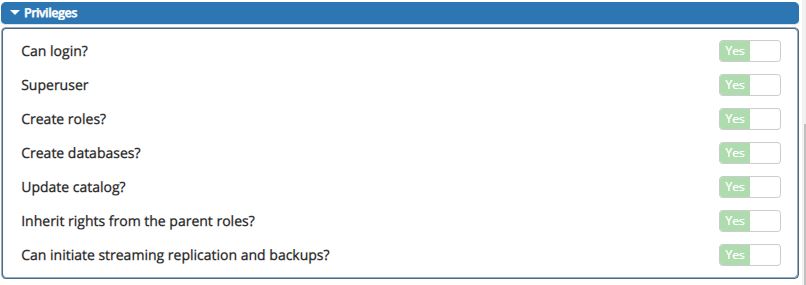 Privileges
Can login? Yes
Superuser Yes
Create roles? Yes
Create databases? Yes
Update catalog? Yes
Inherit rights from the parent roles? Yes
Can initiate streaming replication and backups? Yes